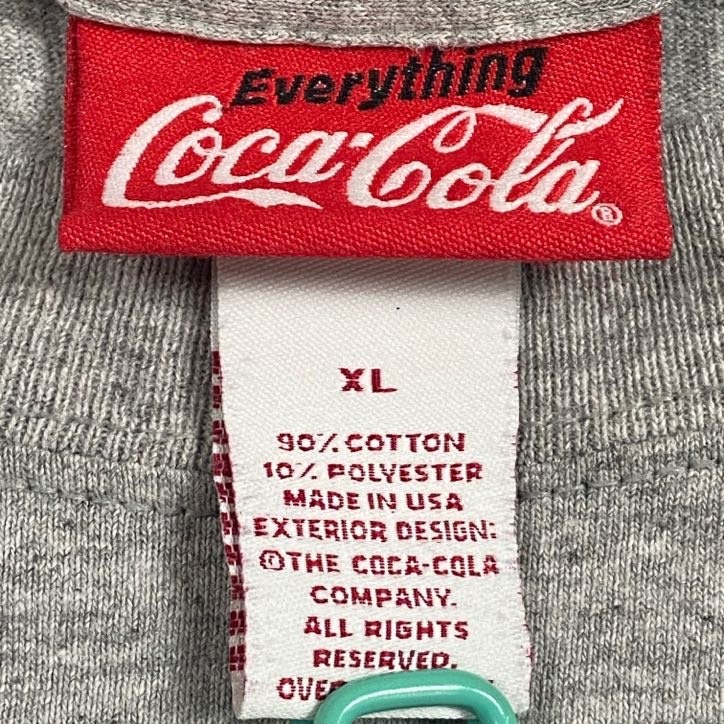 Everything
Coca-Cola®
XL
90% COTTON
10% POLYESTER
MADE IN USA
EXTERIOR DESIGN:
©THE COCA-COLA
COMPANY.
ALL RIGHTS
RESERVED.